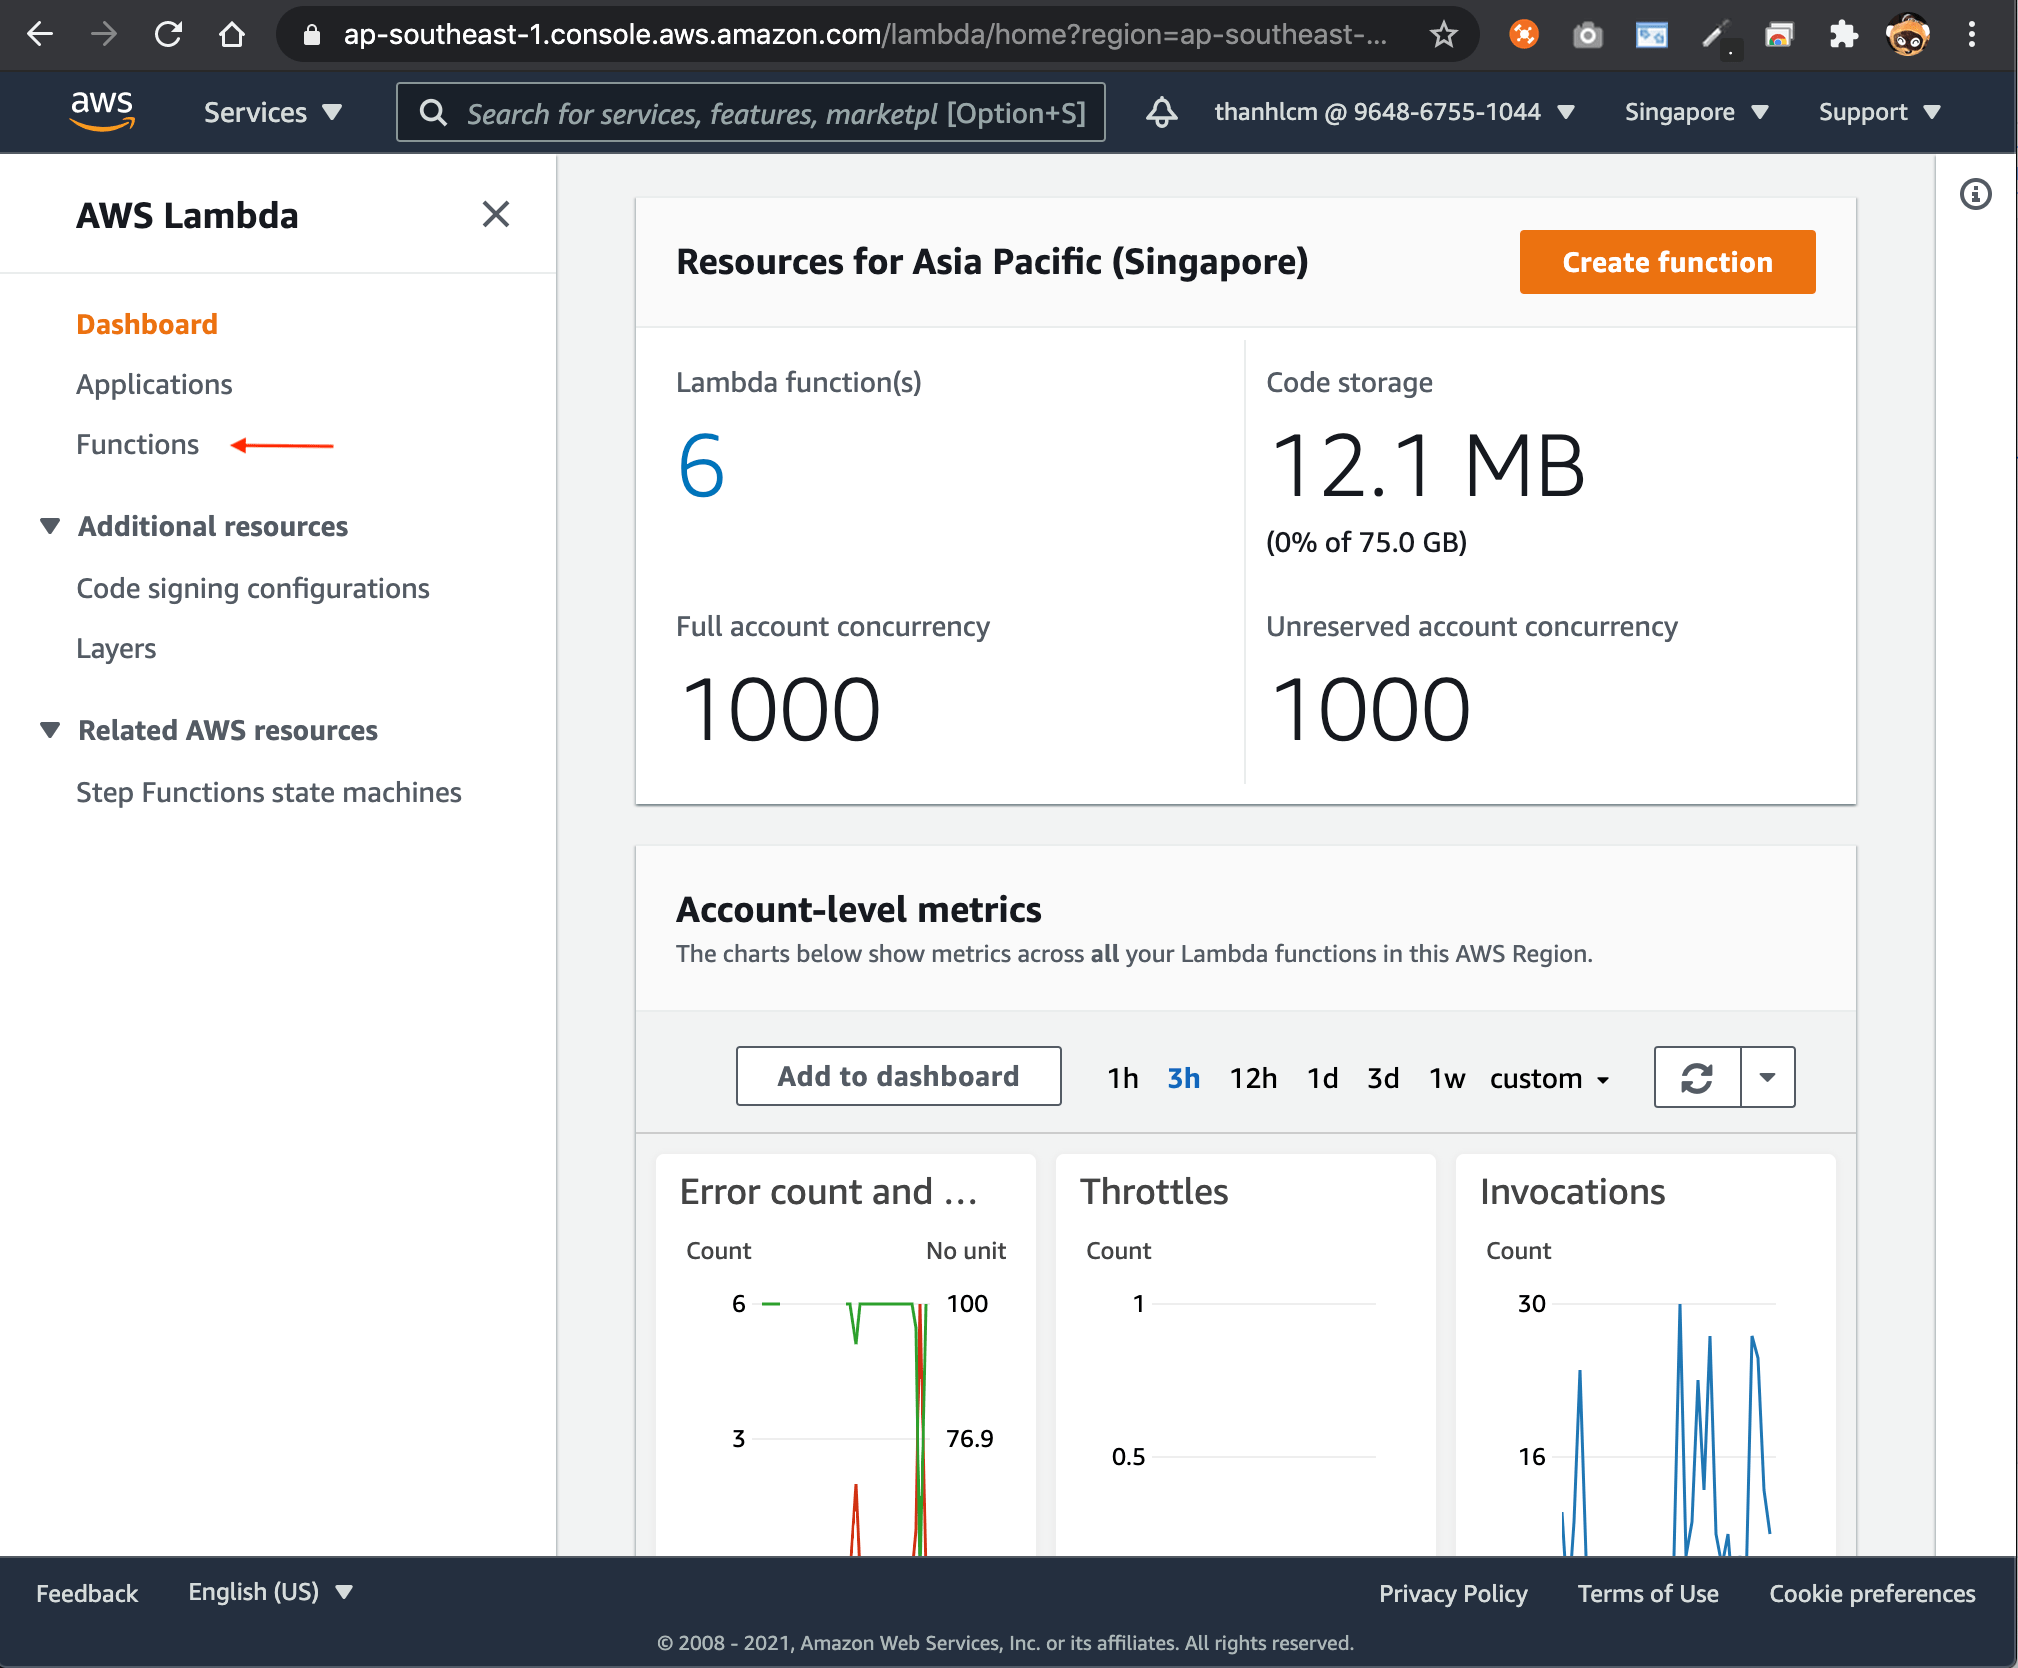 ap-southeast-1.console.aws.amazon.com/lambda/home?region=ap-southeast-...
aws
Services
Search for services, features, marketpl [Option+S]
thanhlcm @ 9648-6755-1044
Singapore
Support
AWS Lambda
Dashboard
Applications
Functions
Additional resources
Code signing configurations
Layers
Related AWS resources
Step Functions state machines
Resources for Asia Pacific (Singapore)
Create function
Lambda function(s)
6
Code storage
12.1 MB
(0% of 75.0 GB)
Full account concurrency
1000
Unreserved account concurrency
1000
Account-level metrics
The charts below show metrics across all your Lambda functions in this AWS Region.
Add to dashboard
1h 3h 12h 1d 3d 1w custom
Error count and ...
Count No unit
6 100
3 76.9
Throttles
Count
1
0.5
Invocations
Count
30
16
Feedback
English (US)
Privacy Policy
Terms of Use
Cookie preferences
© 2008 - 2021, Amazon Web Services, Inc. or its affiliates. All rights reserved.